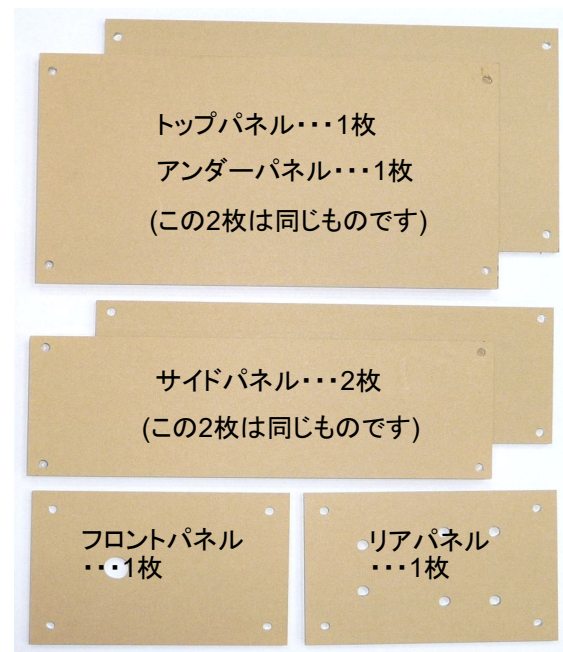 トップパネル・・・1枚
アンダーパネル・・・1枚
(この2枚は同じものです)
サイドパネル・・・2枚
(この2枚は同じものです)
フロントパネル
・・・1枚
リアパネル
・・・1枚